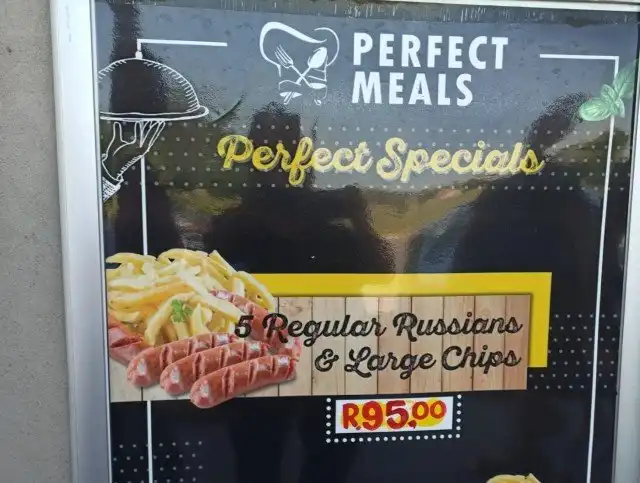 PERFECT
MEALS
Perfect Specials
5 Regular Russians
& Large Chips
R95.00